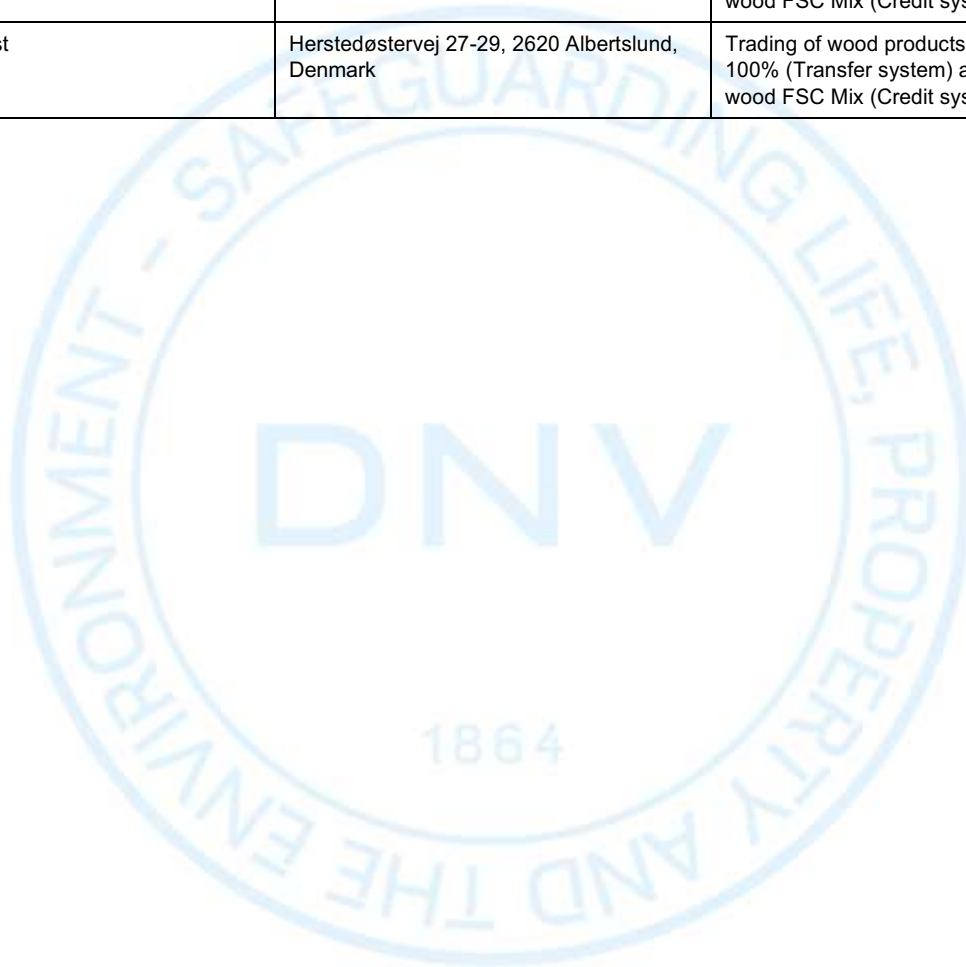 wood FSC Mix (Credit sys
st
Herstedøstervej 27-29, 2620 Albertslund,
Denmark
Trading of wood products
100% (Transfer system) a
wood FSC Mix (Credit sys
SAFEGUARDING LIFE, PROPERTY AND THE ENVIRONMENT -
DNV
1864